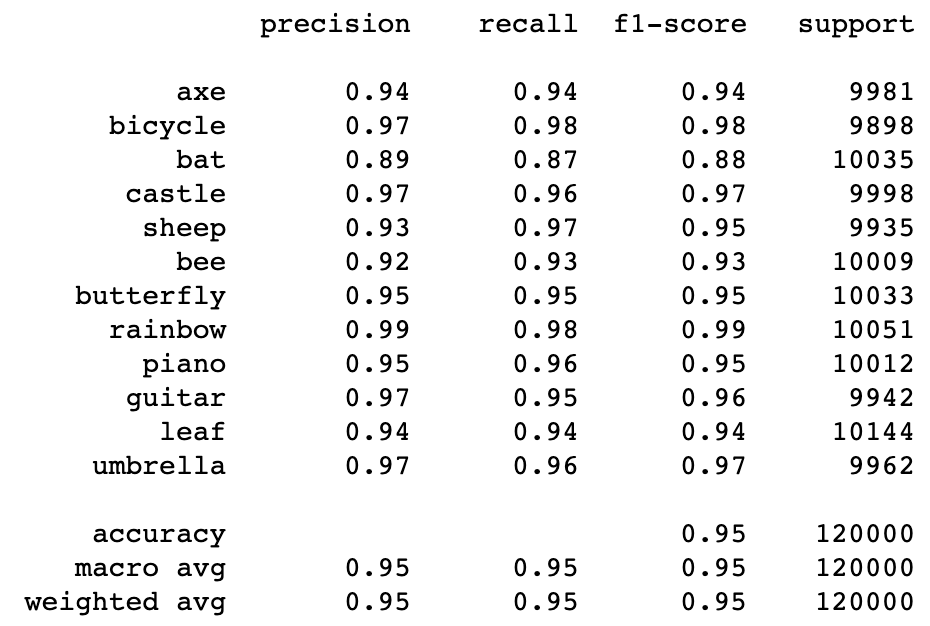 precision recall f1-score support
axe 0.94 0.94 0.94 9981
bicycle 0.97 0.98 0.98 9898
bat 0.89 0.87 0.88 10035
castle 0.97 0.96 0.97 9998
sheep 0.93 0.97 0.95 9935
bee 0.92 0.93 0.93 10009
butterfly 0.95 0.95 0.95 10033
rainbow 0.99 0.98 0.99 10051
piano 0.95 0.96 0.95 10012
guitar 0.97 0.95 0.96 9942
leaf 0.94 0.94 0.94 10144
umbrella 0.97 0.96 0.97 9962
accuracy 0.95 120000
macro avg 0.95 0.95 0.95 120000
weighted avg 0.95 0.95 0.95 120000